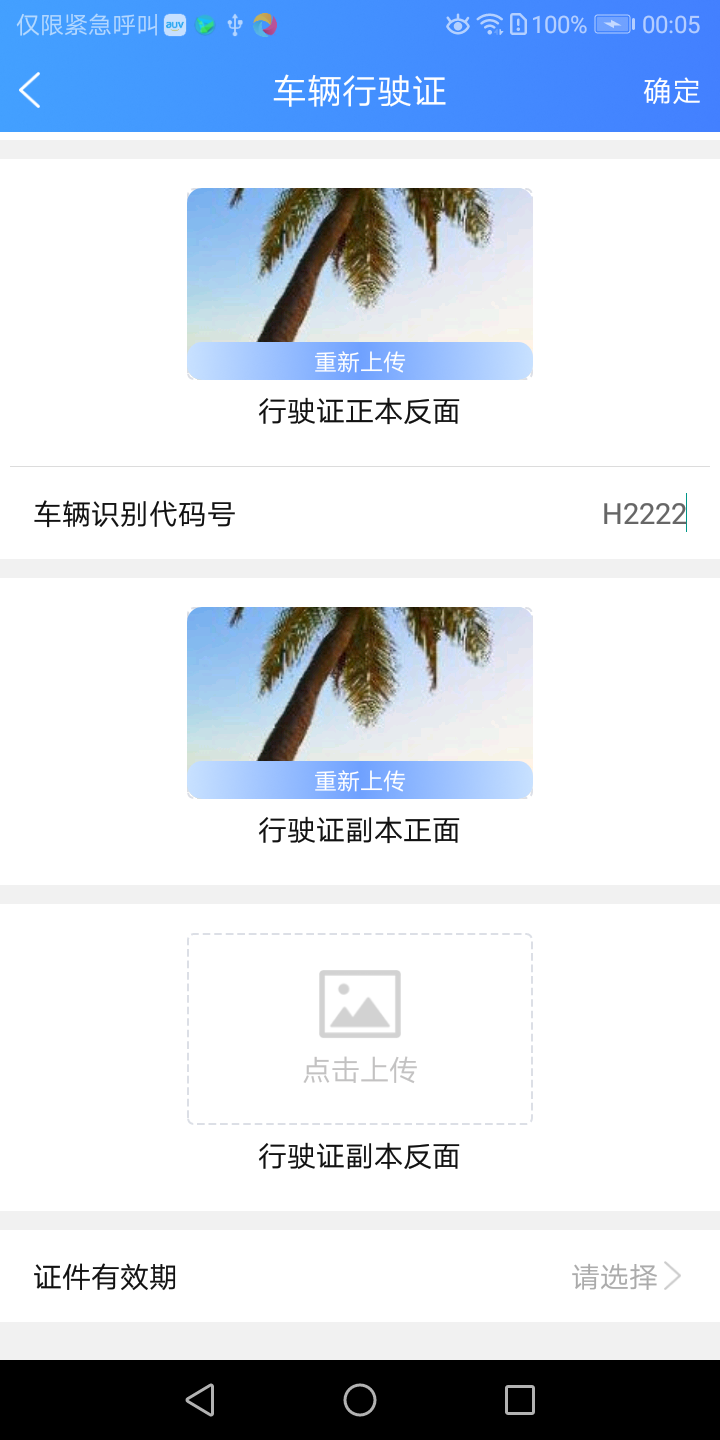 仅限紧急呼叫 auv 100% 00:05
车辆行驶证 确定
重新上传
行驶证正本反面
车辆识别代码号 H2222
重新上传
行驶证副本正面
点击上传
行驶证副本反面
证件有效期 请选择